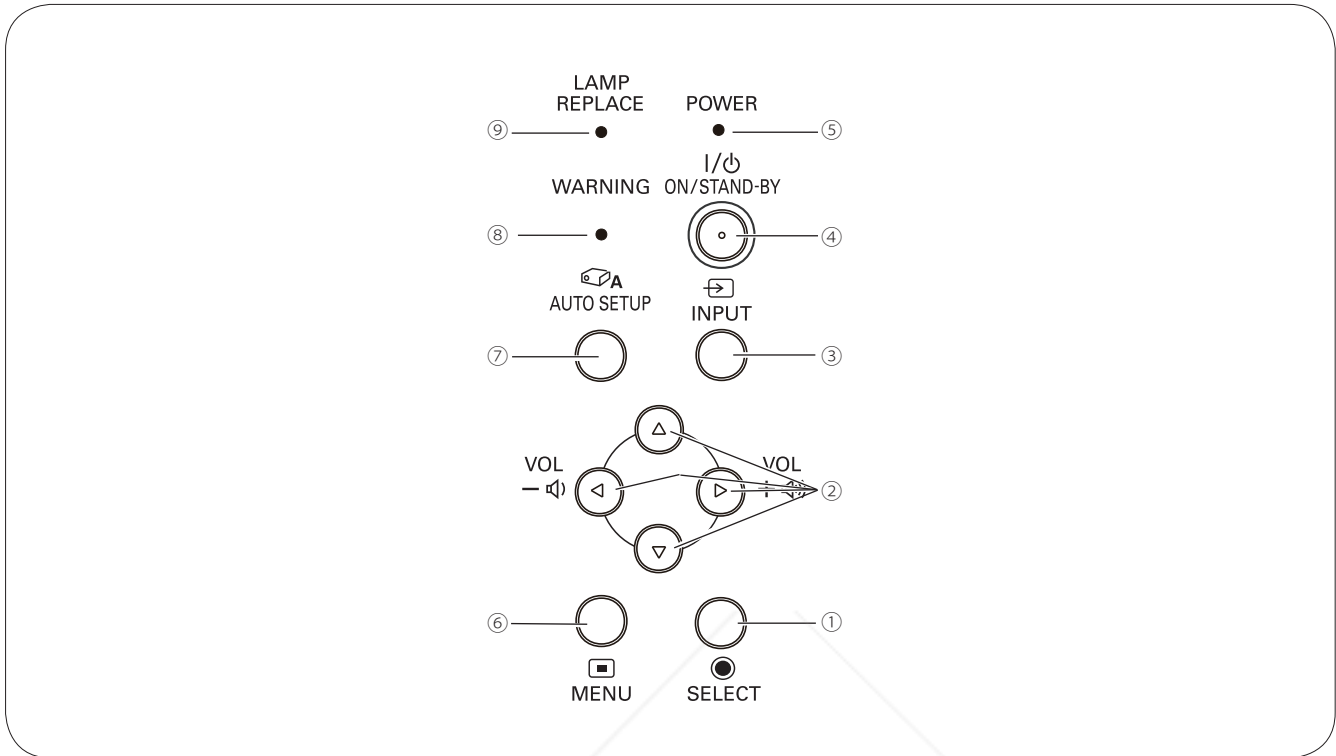 LAMP
REPLACE
POWER
⑨
⑤
I/⏻
WARNING
ON/STAND-BY
⑧
④
A
AUTO SETUP
INPUT
⑦
③
VOL
VOL
−
+
②
⑥
①
MENU
SELECT